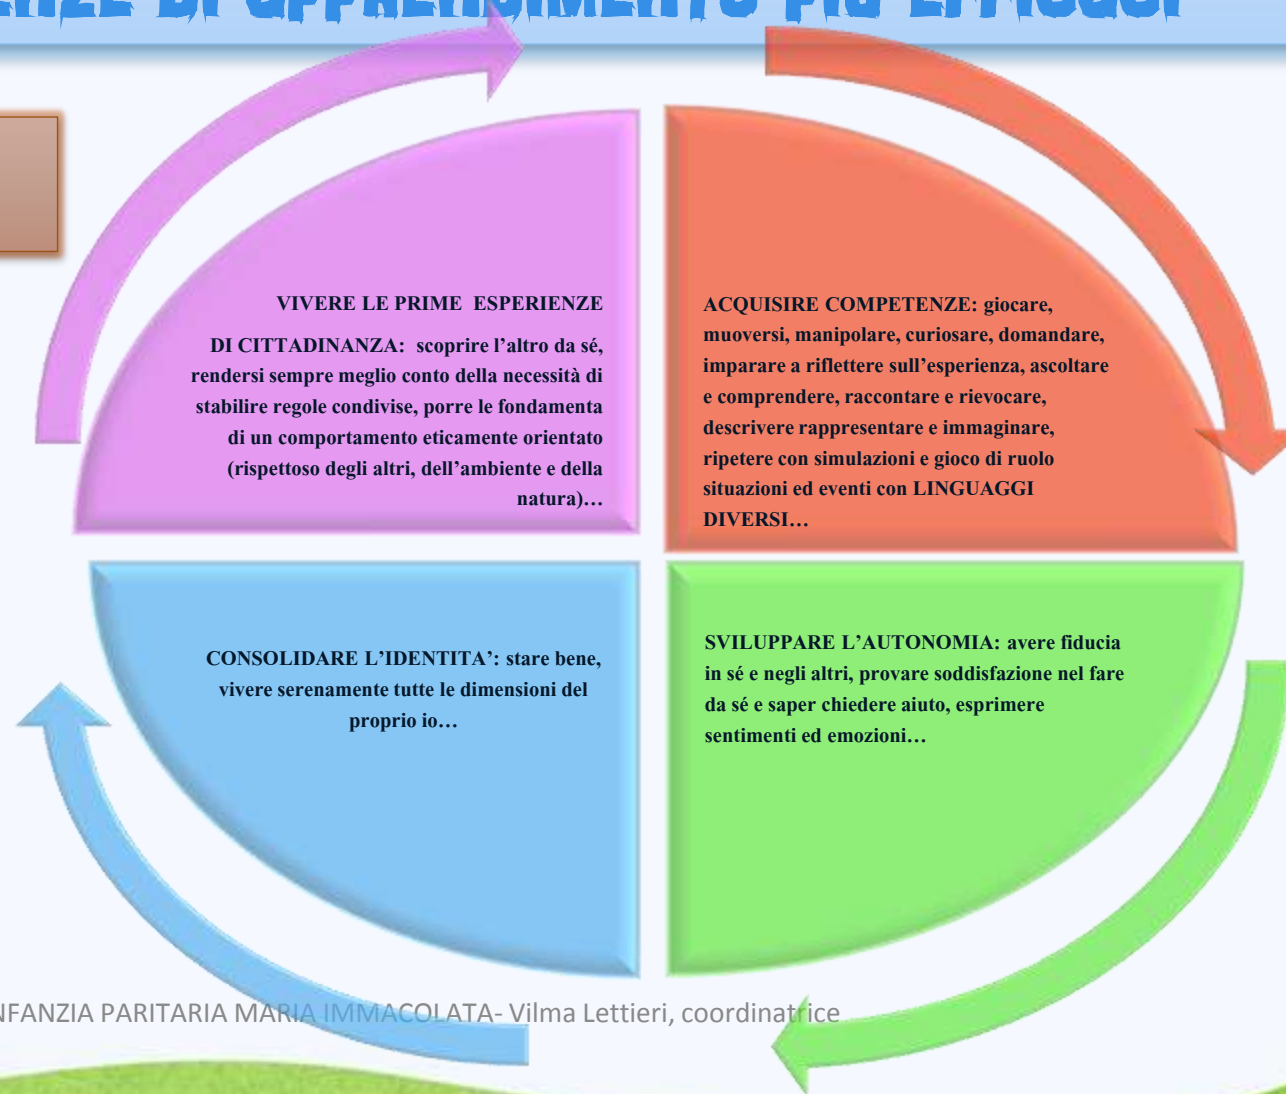 DI APPRENDIMENTO PIÙ EFFICACI
VIVERE LE PRIME ESPERIENZE
DI CITTADINANZA: scoprire l’altro da sé,
rendersi sempre meglio conto della necessità di
stabilire regole condivise, porre le fondamenta
di un comportamento eticamente orientato
(rispettoso degli altri, dell’ambiente e della
natura)…
ACQUISIRE COMPETENZE: giocare,
muoversi, manipolare, curiosare, domandare,
imparare a riflettere sull’esperienza, ascoltare
e comprendere, raccontare e rievocare,
descrivere rappresentare e immaginare,
ripetere con simulazioni e gioco di ruolo
situazioni ed eventi con LINGUAGGI
DIVERSI…
CONSOLIDARE L’IDENTITA’: stare bene,
vivere serenamente tutte le dimensioni del
proprio io…
SVILUPPARE L’AUTONOMIA: avere fiducia
in sé e negli altri, provare soddisfazione nel fare
da sé e saper chiedere aiuto, esprimere
sentimenti ed emozioni…
NFANZIA PARITARIA MARIA IMMACOLATA- Vilma Lettieri, coordinatrice